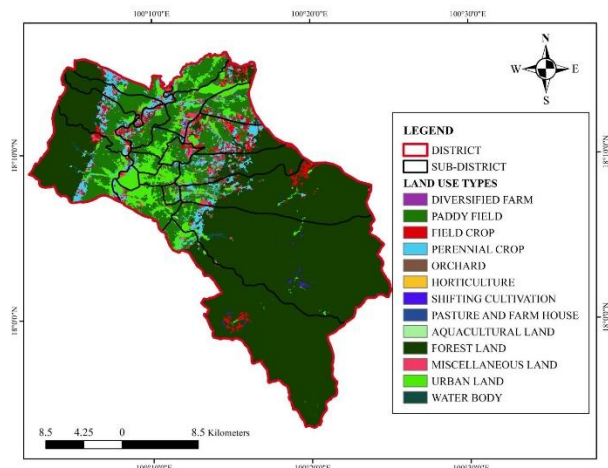 100°10'0"E 100°20'0"E 100°30'0"E
N
W E
S
18°10'0"N 18°10'0"N
18°0'0"N 18°0'0"N
LEGEND
DISTRICT
SUB-DISTRICT
LAND USE TYPES
DIVERSIFIED FARM
PADDY FIELD
FIELD CROP
PERENNIAL CROP
ORCHARD
HORTICULTURE
SHIFTING CULTIVATION
PASTURE AND FARM HOUSE
AQUACULTURAL LAND
FOREST LAND
MISCELLANEOUS LAND
URBAN LAND
WATER BODY
8.5 4.25 0 8.5 Kilometers
100°10'0"E 100°20'0"E 100°30'0"E